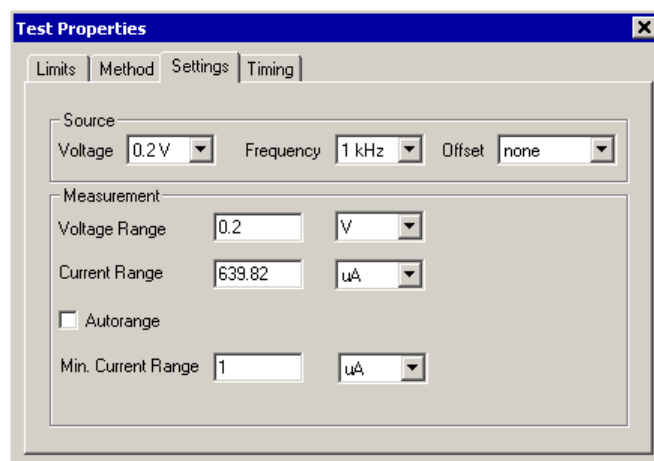 Test Properties
Limits Method Settings Timing
Source
Voltage 0.2 V Frequency 1 kHz Offset none
Measurement
Voltage Range 0.2 V
Current Range 639.82 uA
Autorange
Min. Current Range 1 uA